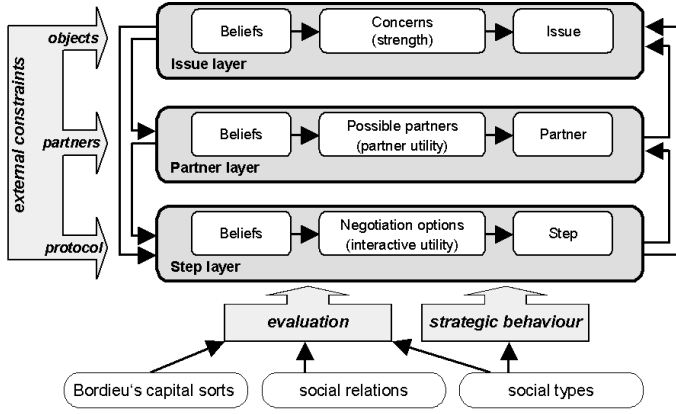 external constraints
objects
Beliefs
Concerns
(strength)
Issue
Issue layer
partners
Beliefs
Possible partners
(partner utility)
Partner
Partner layer
protocol
Beliefs
Negotiation options
(interactive utility)
Step
Step layer
evaluation
strategic behaviour
Bordieu's capital sorts
social relations
social types